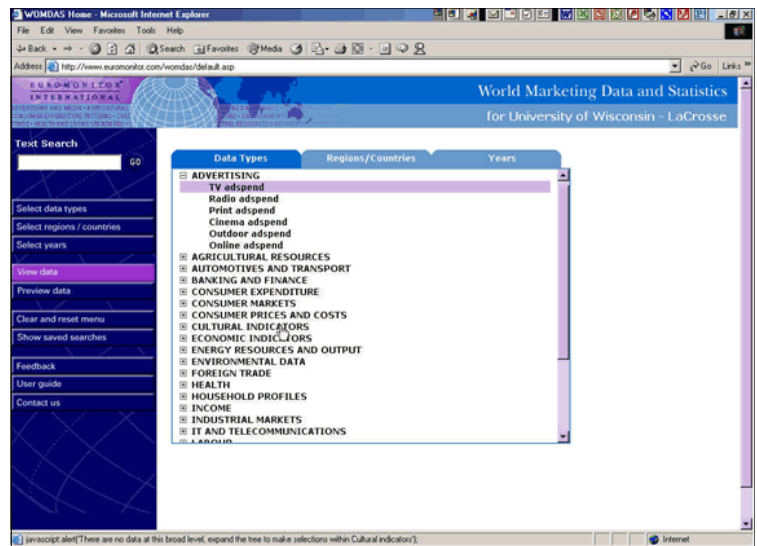 WOMDAS Home - Microsoft Internet Explorer
File Edit View Favorites Tools Help
Back Search Favorites Media
Address http://www.euromonitor.com/womdas/default.asp Go Links »
EUROMONITOR
INTERNATIONAL
World Marketing Data and Statistics
for University of Wisconsin - LaCrosse
Text Search
GO
Select data types
Select regions / countries
Select years
View data
Preview data
Clear and reset menu
Show saved searches
Feedback
User guide
Contact us
Data Types Regions/Countries Years
ADVERTISING
TV adspend
Radio adspend
Print adspend
Cinema adspend
Outdoor adspend
Online adspend
AGRICULTURAL RESOURCES
AUTOMOTIVES AND TRANSPORT
BANKING AND FINANCE
CONSUMER EXPENDITURE
CONSUMER MARKETS
CONSUMER PRICES AND COSTS
CULTURAL INDICATORS
ECONOMIC INDICATORS
ENERGY RESOURCES AND OUTPUT
ENVIRONMENTAL DATA
FOREIGN TRADE
HEALTH
HOUSEHOLD PROFILES
INCOME
INDUSTRIAL MARKETS
IT AND TELECOMMUNICATIONS
LABOUR
javascript alert('There are no data at this broad level, expand the tree to make selections within Cultural indicators'); Internet